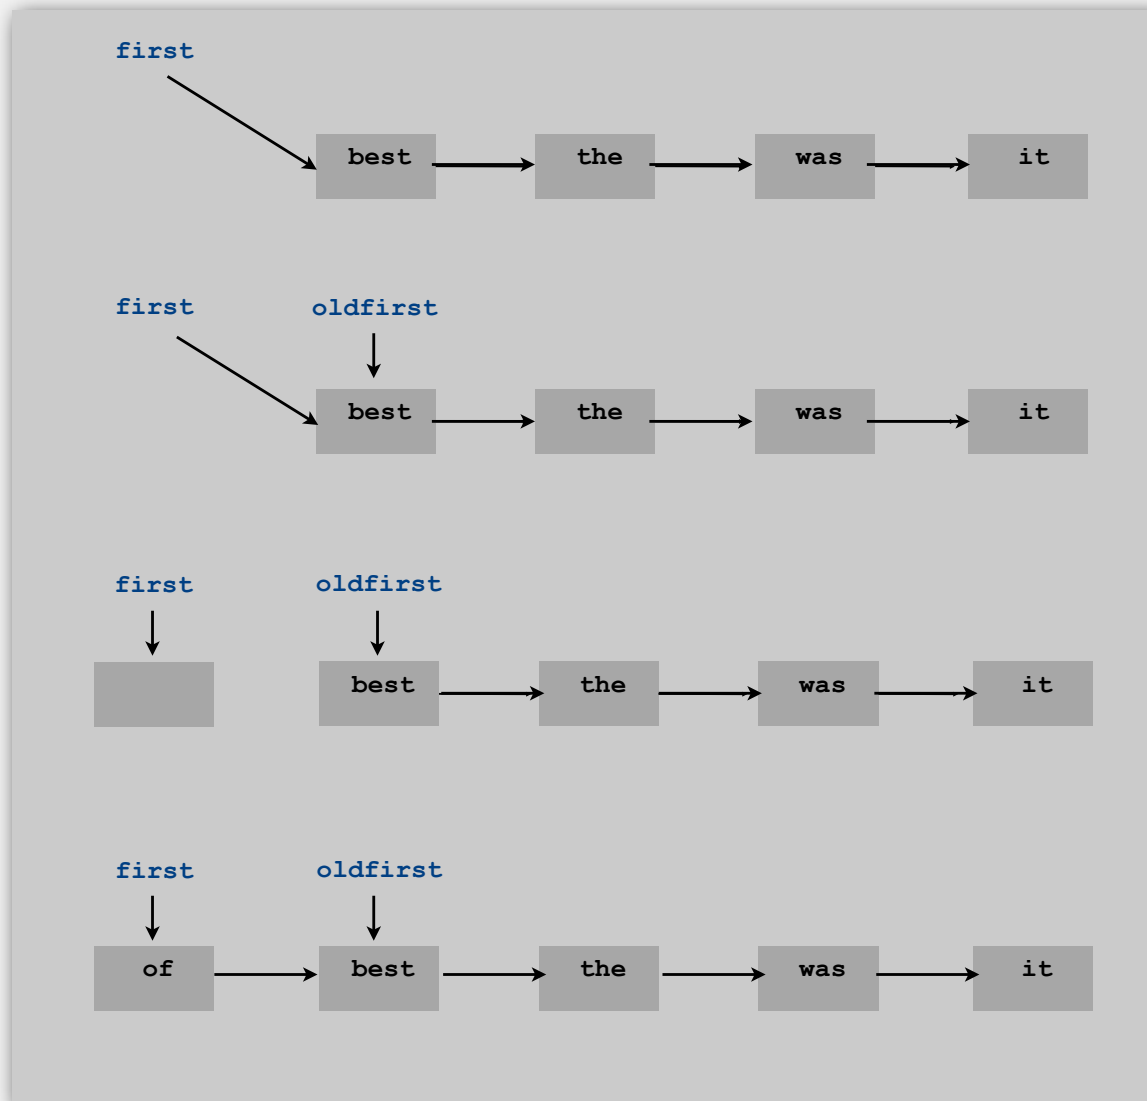 first
best the was it
first oldfirst
best the was it
first oldfirst
best the was it
first oldfirst
of best the was it